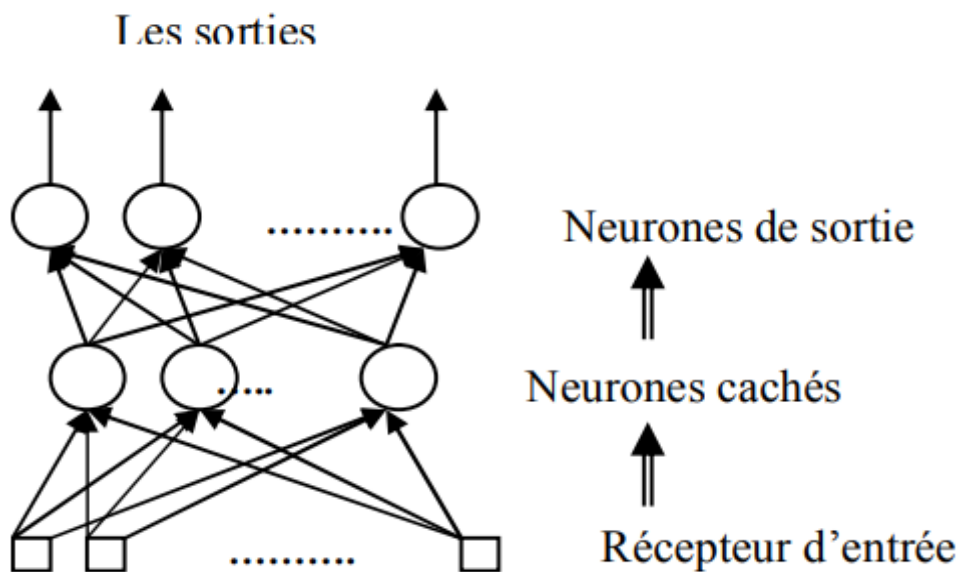 Les sorties
..........
Neurones de sortie
.....
Neurones cachés
..........
Récepteur d'entrée